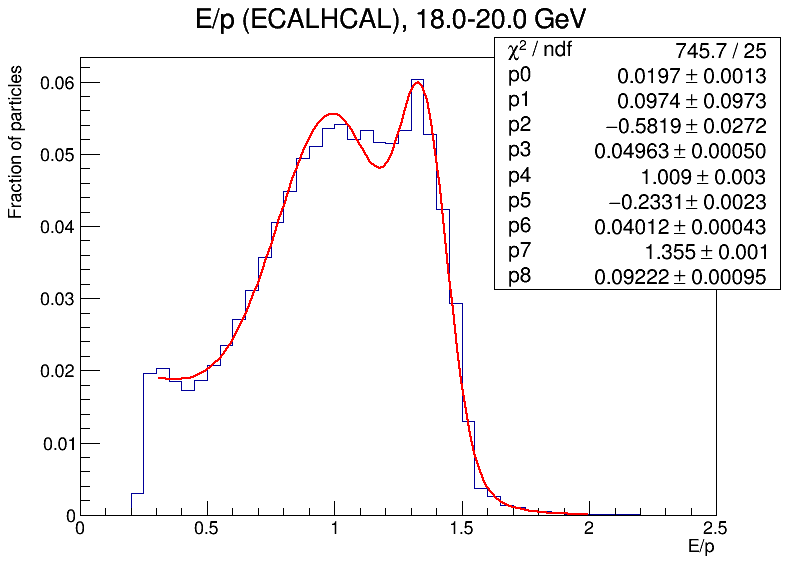 E/p (ECALHCAL), 18.0-20.0 GeV
χ² / ndf 745.7 / 25
p0 0.0197 ± 0.0013
p1 0.0974 ± 0.0973
p2 −0.5819 ± 0.0272
p3 0.04963 ± 0.00050
p4 1.009 ± 0.003
p5 −0.2331 ± 0.0023
p6 0.04012 ± 0.00043
p7 1.355 ± 0.001
p8 0.09222 ± 0.00095
Fraction of particles
0.06
0.05
0.04
0.03
0.02
0.01
0
0 0.5 1 1.5 2 2.5
E/p